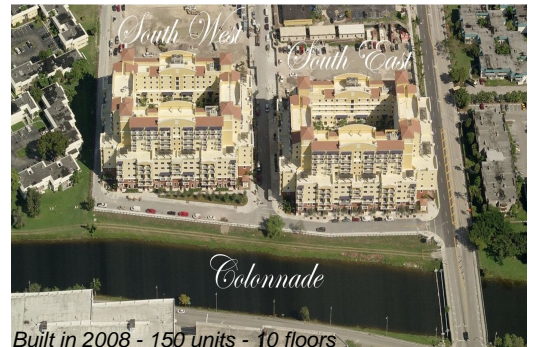 South West
South East
Colonnade
Built in 2008 - 150 units - 10 floors